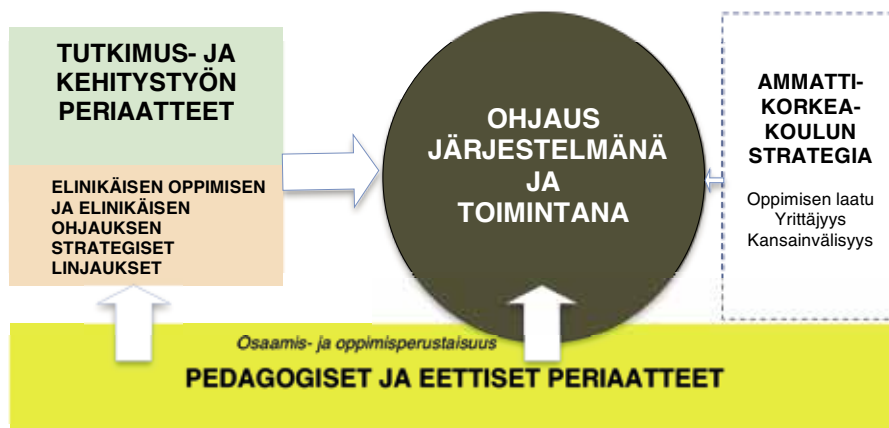 TUTKIMUS- JA
KEHITYSTYÖN
PERIAATTEET
ELINIKÄISEN OPPIMISEN
JA ELINIKÄISEN
OHJAUKSEN
STRATEGISET
LINJAUKSET
OHJAUS
JÄRJESTELMÄNÄ
JA
TOIMINTANA
AMMATTI-
KORKEA-
KOULUN
STRATEGIA
Oppimisen laatu
Yrittäjyys
Kansainvälisyys
Osaamis- ja oppimisperustaisuus
PEDAGOGISET JA EETTISET PERIAATTEET